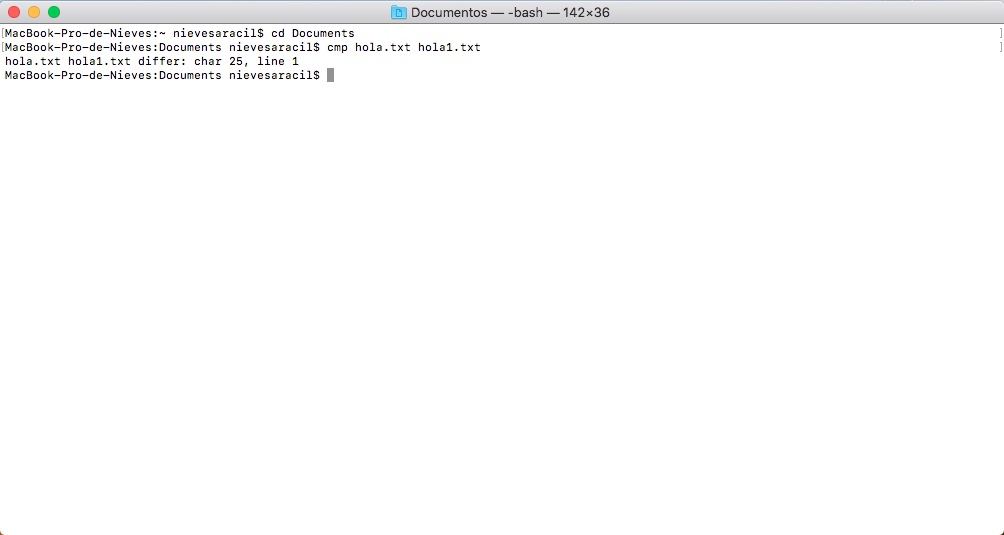 Documentos — -bash — 142×36
[MacBook-Pro-de-Nieves:~ nievesaracil$ cd Documents ]
[MacBook-Pro-de-Nieves:Documents nievesaracil$ cmp hola.txt hola1.txt ]
hola.txt hola1.txt differ: char 25, line 1
MacBook-Pro-de-Nieves:Documents nievesaracil$